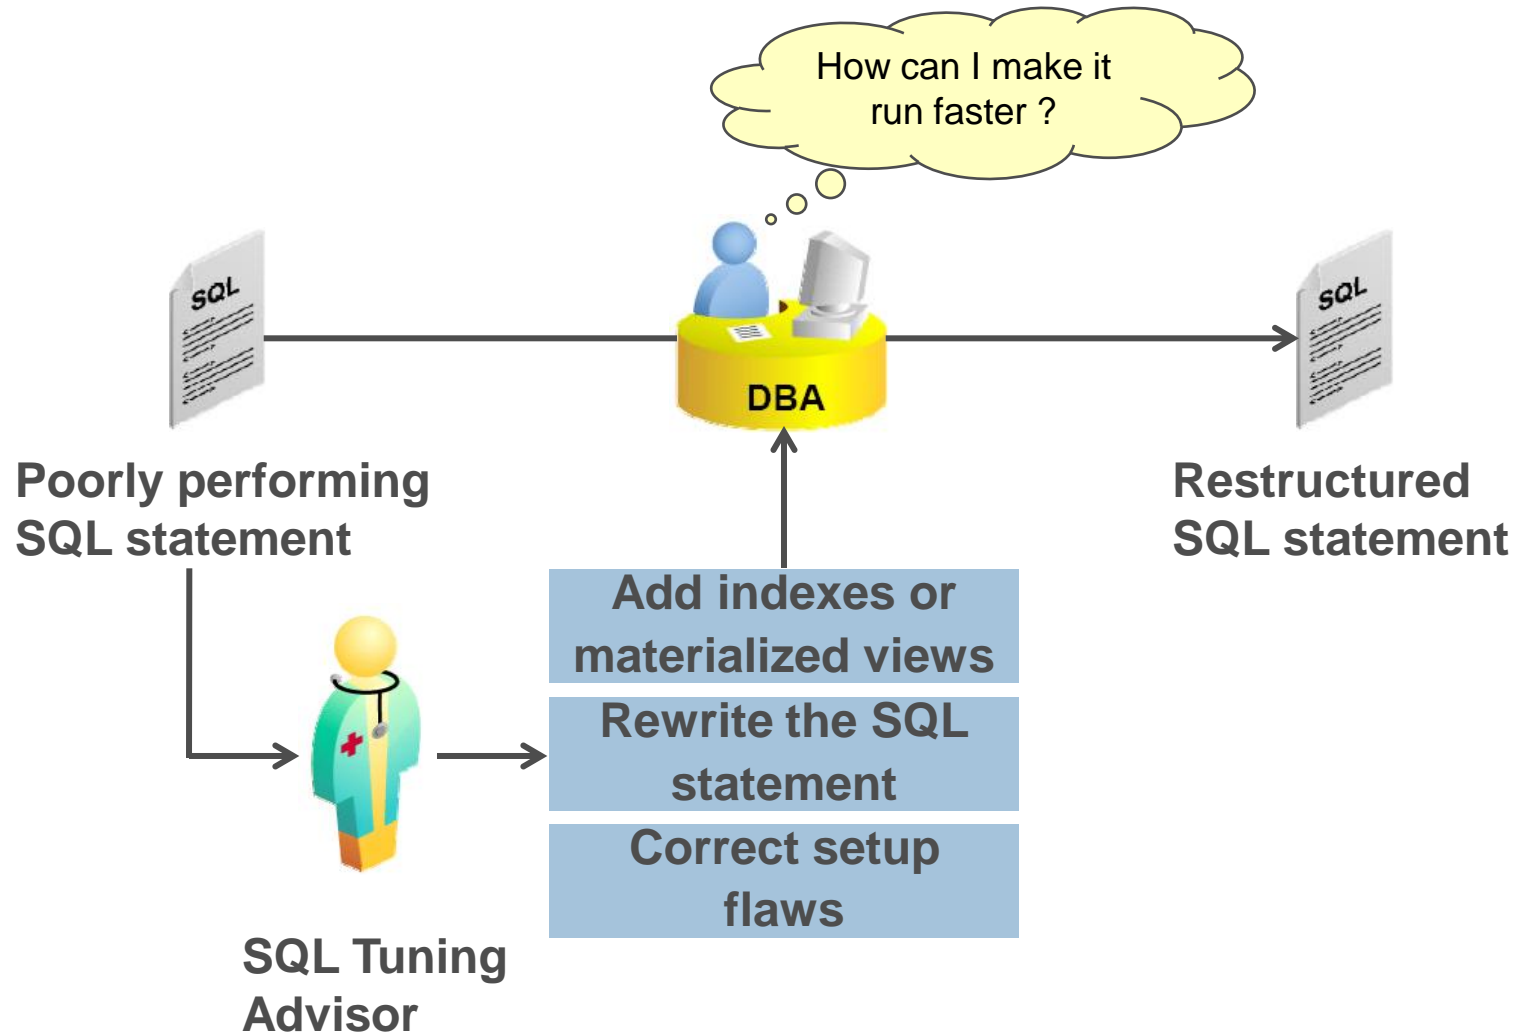 How can I make it
run faster ?
SQL
DBA
SQL
Poorly performing
SQL statement
Restructured
SQL statement
Add indexes or
materialized views
Rewrite the SQL
statement
Correct setup
flaws
SQL Tuning
Advisor